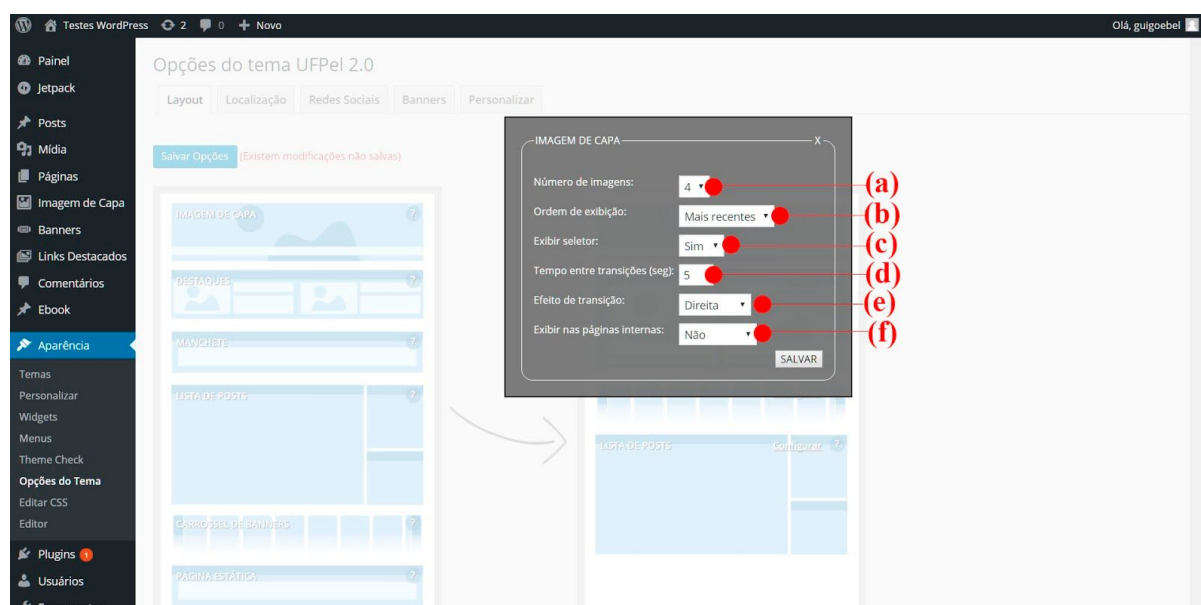 Testes WordPress 2 0 + Novo Olá, guigoebel
Painel
Jetpack
Posts
Mídia
Páginas
Imagem de Capa
Banners
Links Destacados
Comentários
Ebook
Aparência
Temas
Personalizar
Widgets
Menus
Theme Check
Opções do Tema
Editar CSS
Editor
Plugins 1
Usuários
Opções do tema UFPel 2.0
Layout Localização Redes Sociais Banners Personalizar
Salvar Opções (Existem modificações não salvas)
IMAGEM DE CAPA ?
DESTAQUES ?
MANCHETE ?
LISTA DE POSTS ?
CARROSSEL DE BANNERS ?
PÁGINA ESTÁTICA ?
IMAGEM DE CAPA X
Número de imagens: 4 (a)
Ordem de exibição: Mais recentes (b)
Exibir seletor: Sim (c)
Tempo entre transições (seg): 5 (d)
Efeito de transição: Direita (e)
Exibir nas páginas internas: Não (f)
SALVAR
LISTA DE POSTS Configurar ?